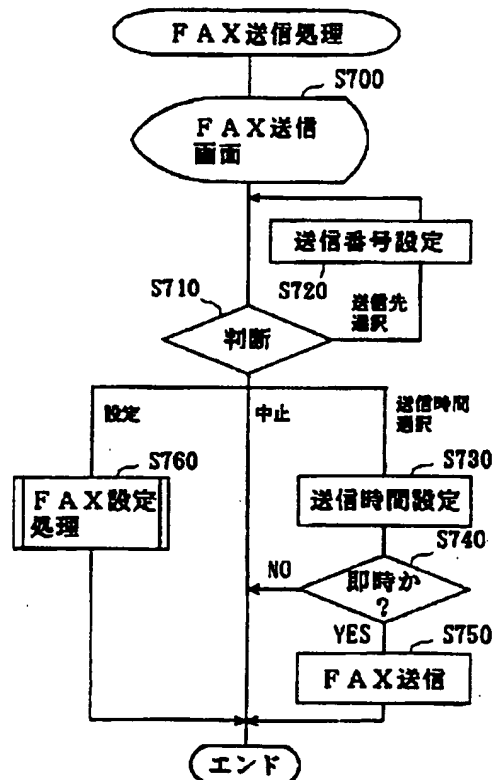 FAX送信処理
S700
FAX送信
画面
送信番号設定
S720
S710
送信先
選択
判断
設定
中止
送信時間
選択
S760
S730
FAX設定
処理
送信時間設定
S740
NO
即時か
?
YES
S750
FAX送信
エンド